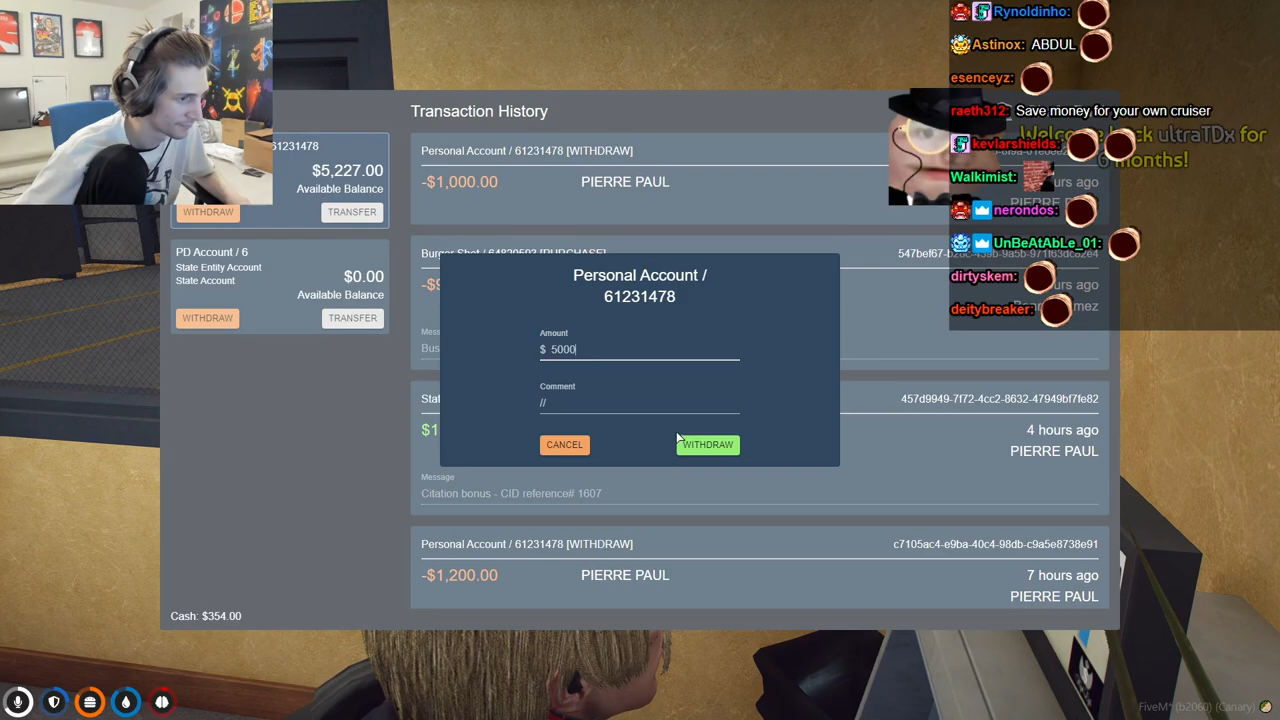 61231478
$5,227.00
Available Balance
WITHDRAW
TRANSFER
PD Account / 6
State Entity Account
State Account
$0.00
Available Balance
WITHDRAW
TRANSFER
Cash: $354.00
Transaction History
Personal Account / 61231478 [WITHDRAW]
-$1,000.00
PIERRE PAUL
Personal Account /
61231478
Amount
$ 5000
Comment
//
CANCEL
WITHDRAW
457d9949-7f72-4cc2-8632-47949bf7fe82
4 hours ago
PIERRE PAUL
Message
Citation bonus - CID reference# 1607
Personal Account / 61231478 [WITHDRAW]
c7105ac4-e9ba-40c4-98db-c9a5e8738e91
-$1,200.00
PIERRE PAUL
7 hours ago
PIERRE PAUL
Rynoldinho:
Astinox: ABDUL
esenceyz:
raeth312: Save money for your own cruiser
kevlarshields:
Walkimist:
nerondos:
UnBeAtAbLe_01:
dirtyskem:
deitybreaker:
ultraTDx for
6 months!
FiveM* (b2060) (Canary)